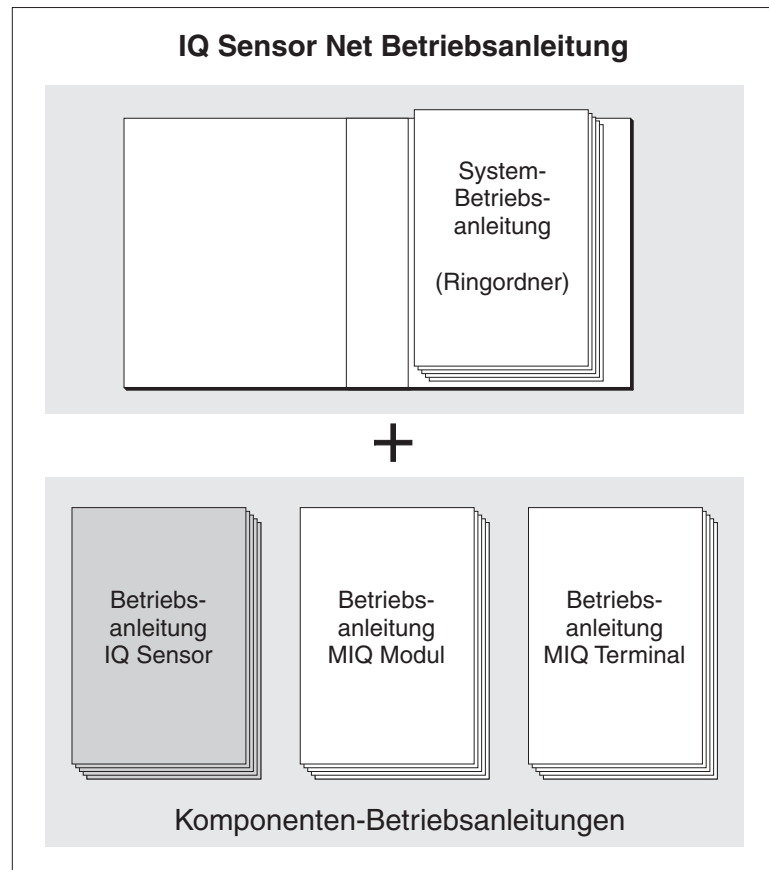 IQ Sensor Net Betriebsanleitung
System-
Betriebs-
anleitung
(Ringordner)
+
Betriebs-
anleitung
IQ Sensor
Betriebs-
anleitung
MIQ Modul
Betriebs-
anleitung
MIQ Terminal
Komponenten-Betriebsanleitungen